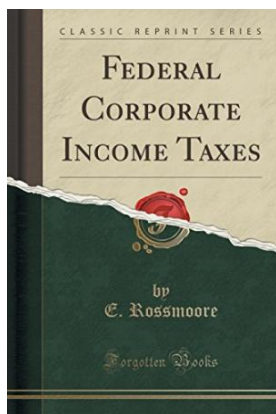 CLASSIC REPRINT SERIES
FEDERAL
CORPORATE
INCOME TAXES
by
E. Rossmoore
Forgotten Books